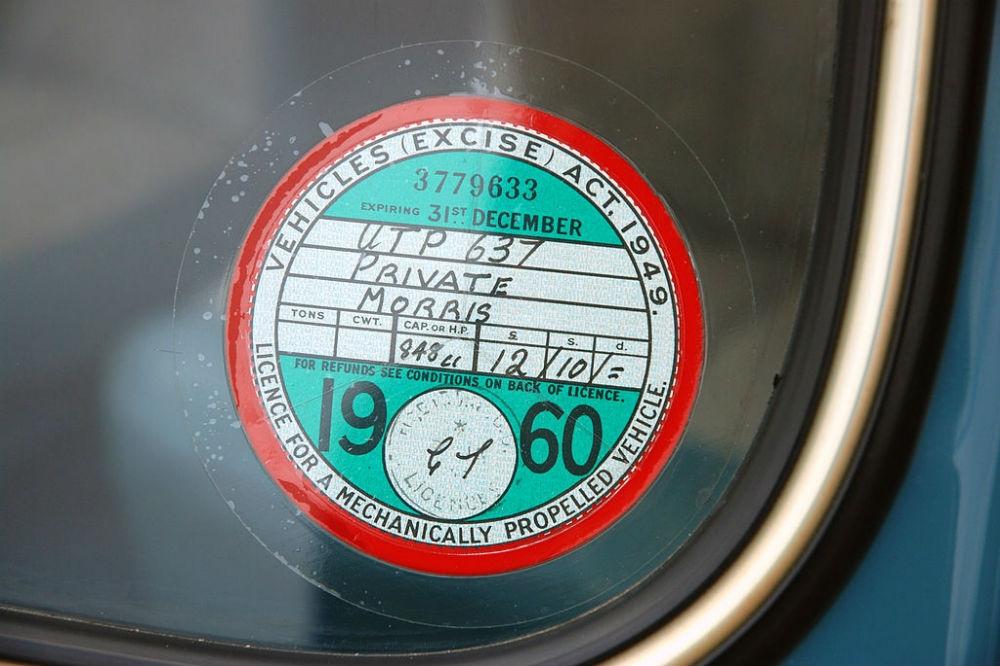 VEHICLES (EXCISE) ACT. 1949.
3779633
EXPIRING 31ST DECEMBER
UTP 637
PRIVATE
MORRIS
TONS CWT. CAP. OR H.P. £ s. d.
848cc 12/10/=
FOR REFUNDS SEE CONDITIONS ON BACK OF LICENCE.
19 60
LICENCES
LICENCE FOR A MECHANICALLY PROPELLED VEHICLE.